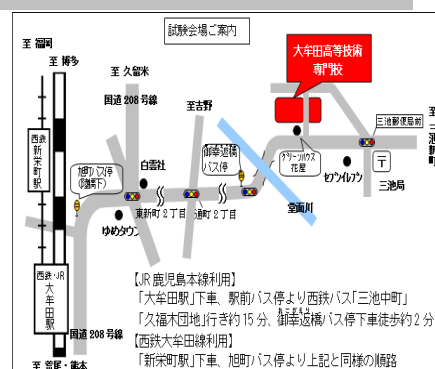 試験会場ご案内
至 福岡
至 博多
至 久留米
国道208号線
至吉野
大牟田高等技術
専門校
三池郵便局前
西鉄
新栄町駅
旭町バス停
白雲社
御幸返橋
バス停
グリーンハウス
花屋
セブンイレブン
〒
三池局
ゆめタウン
東新町2丁目
通町2丁目
堂面川
西鉄・JR
大牟田駅
国道208号線
至 荒尾・熊本
【JR鹿児島本線利用】
「大牟田駅」下車、駅前バス停より西鉄バス「三池中町」
「久福木団地」行き約15分、御幸返橋バス停下車徒歩約2分
【西鉄大牟田線利用】
「新栄町駅」下車、旭町バス停より上記と同様の順路